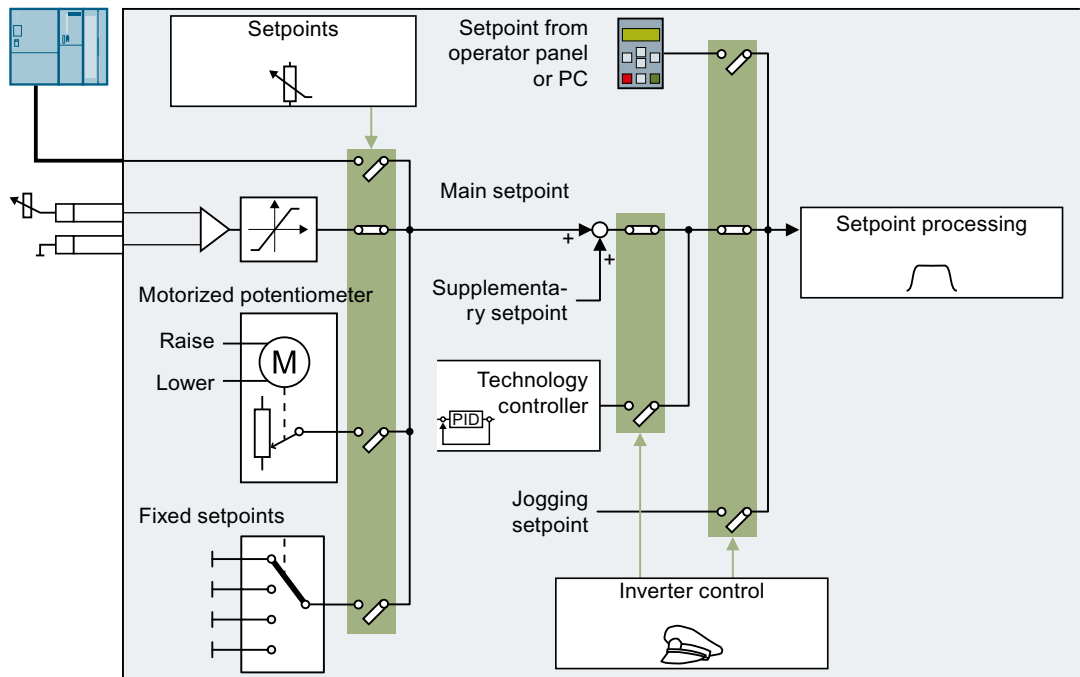 Setpoints
Setpoint from
operator panel
or PC
Main setpoint
+
+
Setpoint processing
Supplementa-
ry setpoint
Motorized potentiometer
Raise
M
Lower
Technology
controller
PID
Jogging
setpoint
Fixed setpoints
Inverter control